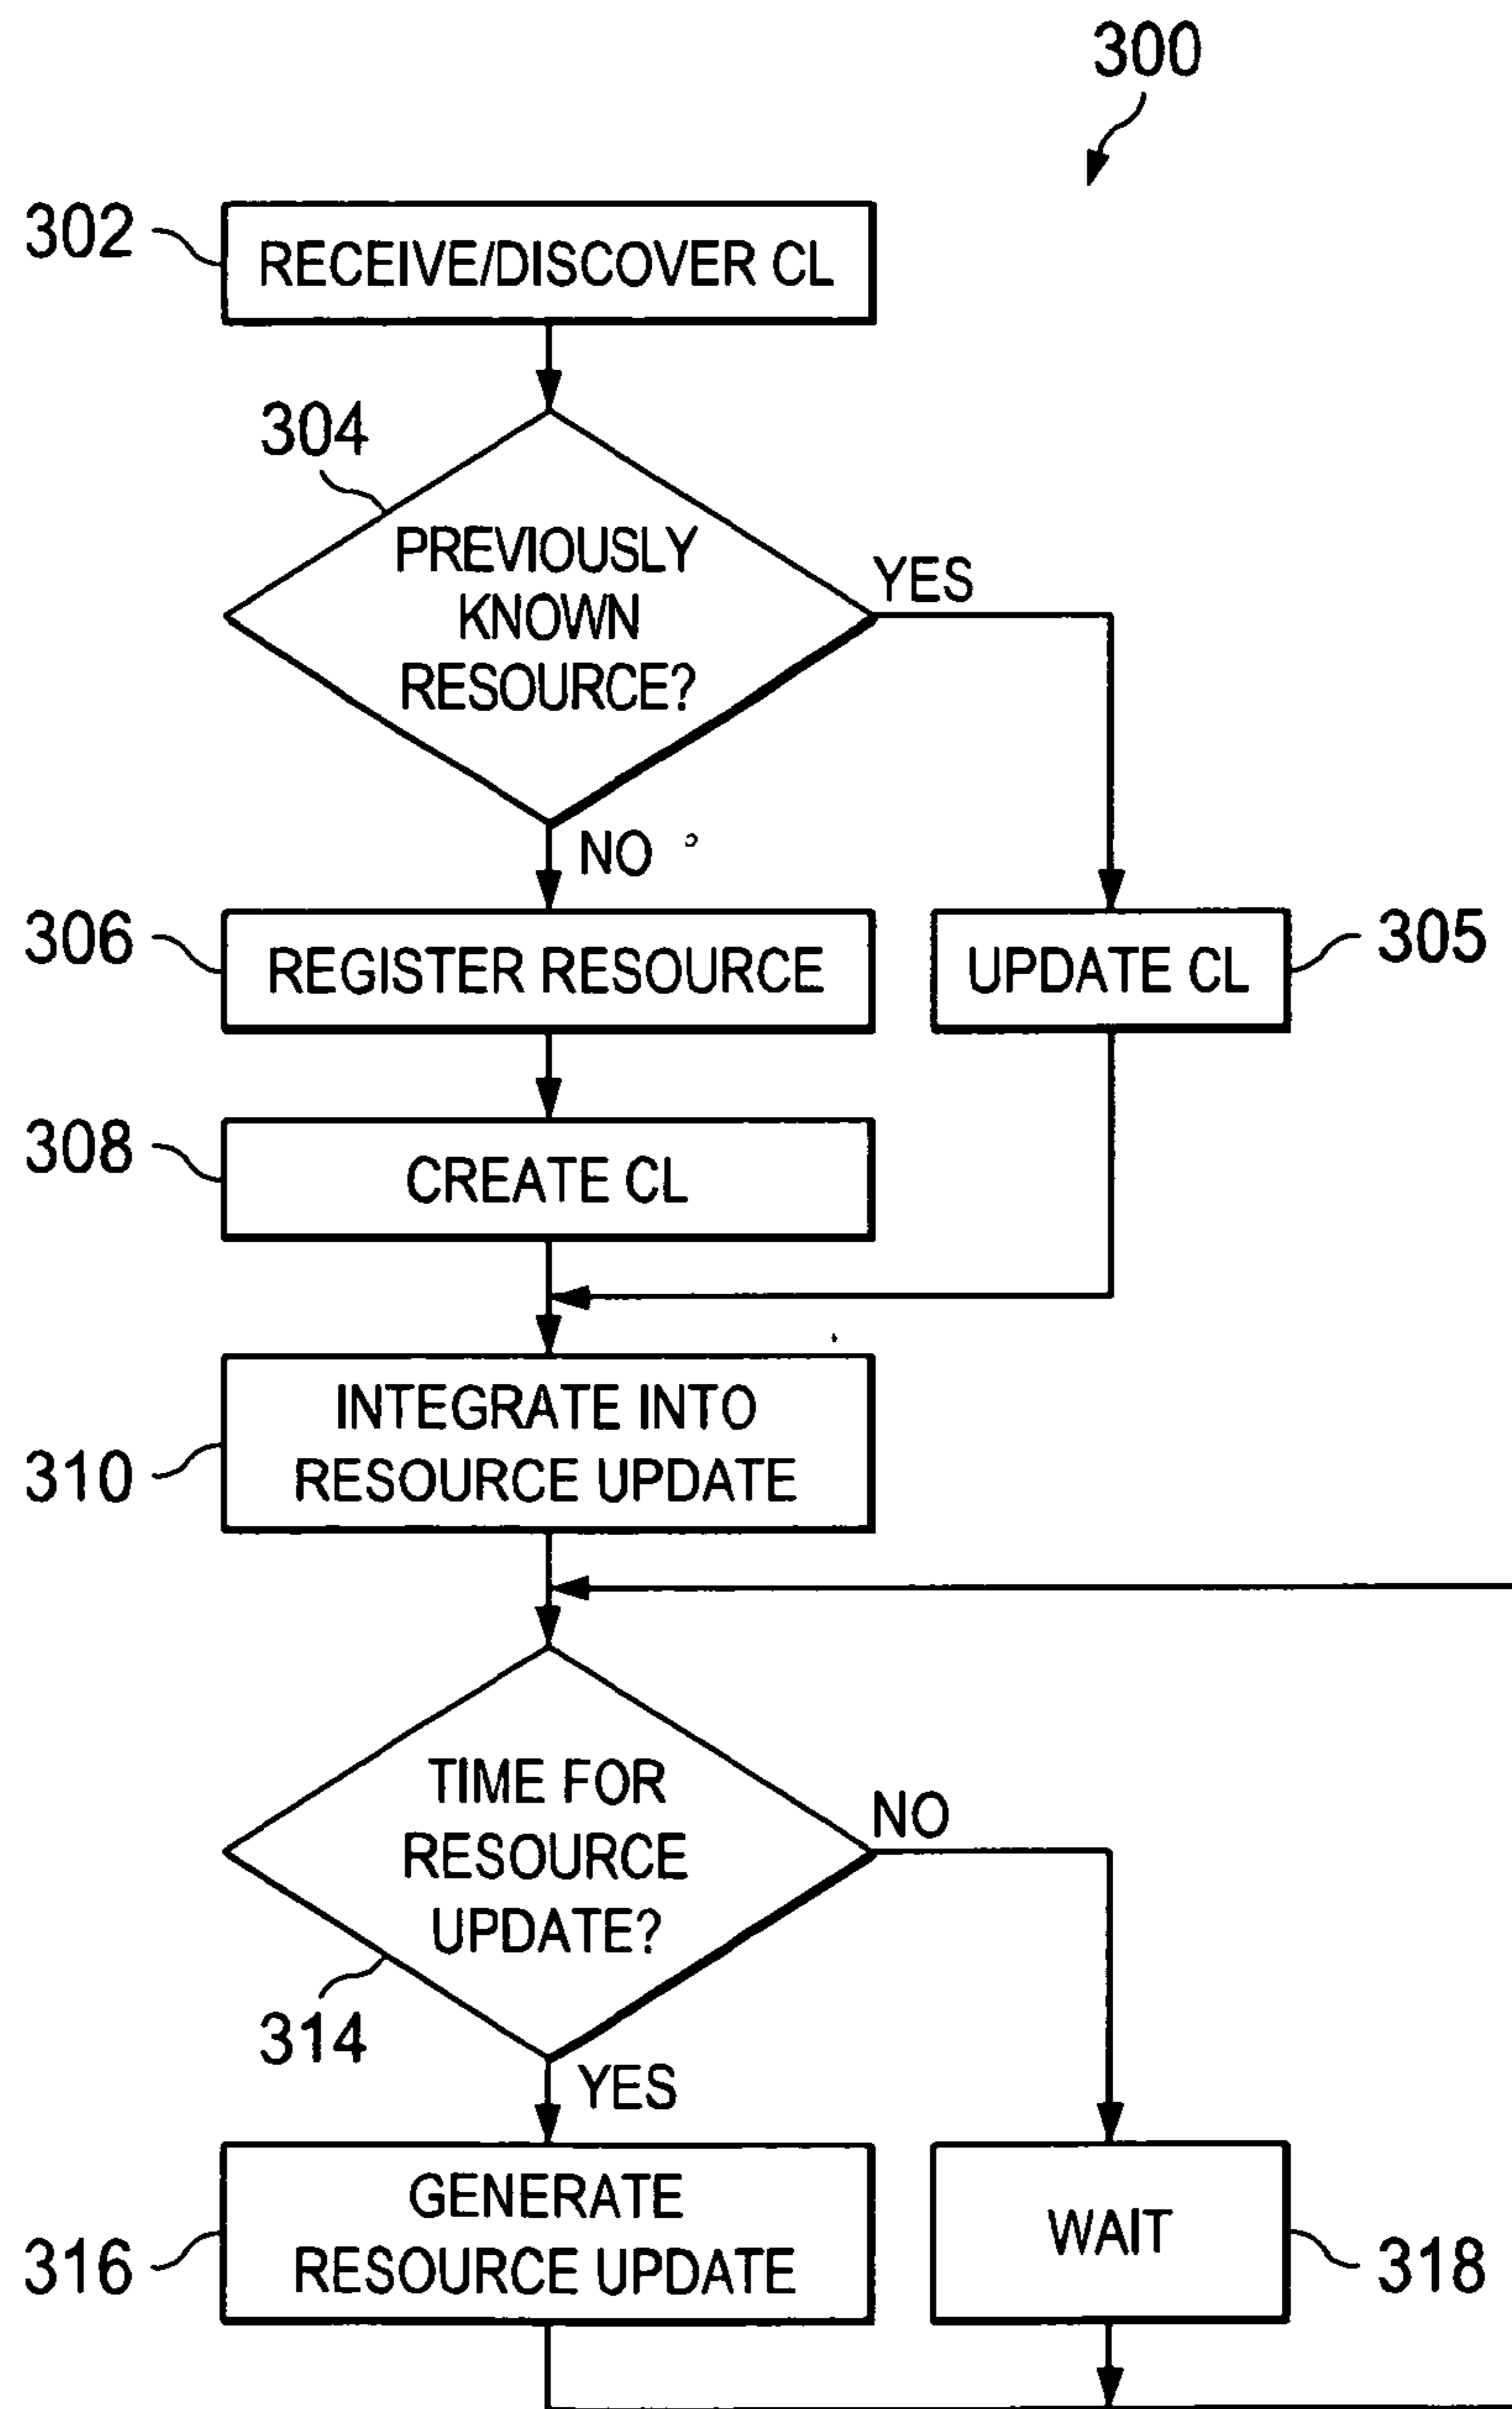 300
302
RECEIVE/DISCOVER CL
304
PREVIOUSLY
KNOWN
RESOURCE?
YES
NO
306
REGISTER RESOURCE
UPDATE CL
305
308
CREATE CL
310
INTEGRATE INTO
RESOURCE UPDATE
TIME FOR
RESOURCE
UPDATE?
NO
314
YES
316
GENERATE
RESOURCE UPDATE
WAIT
318